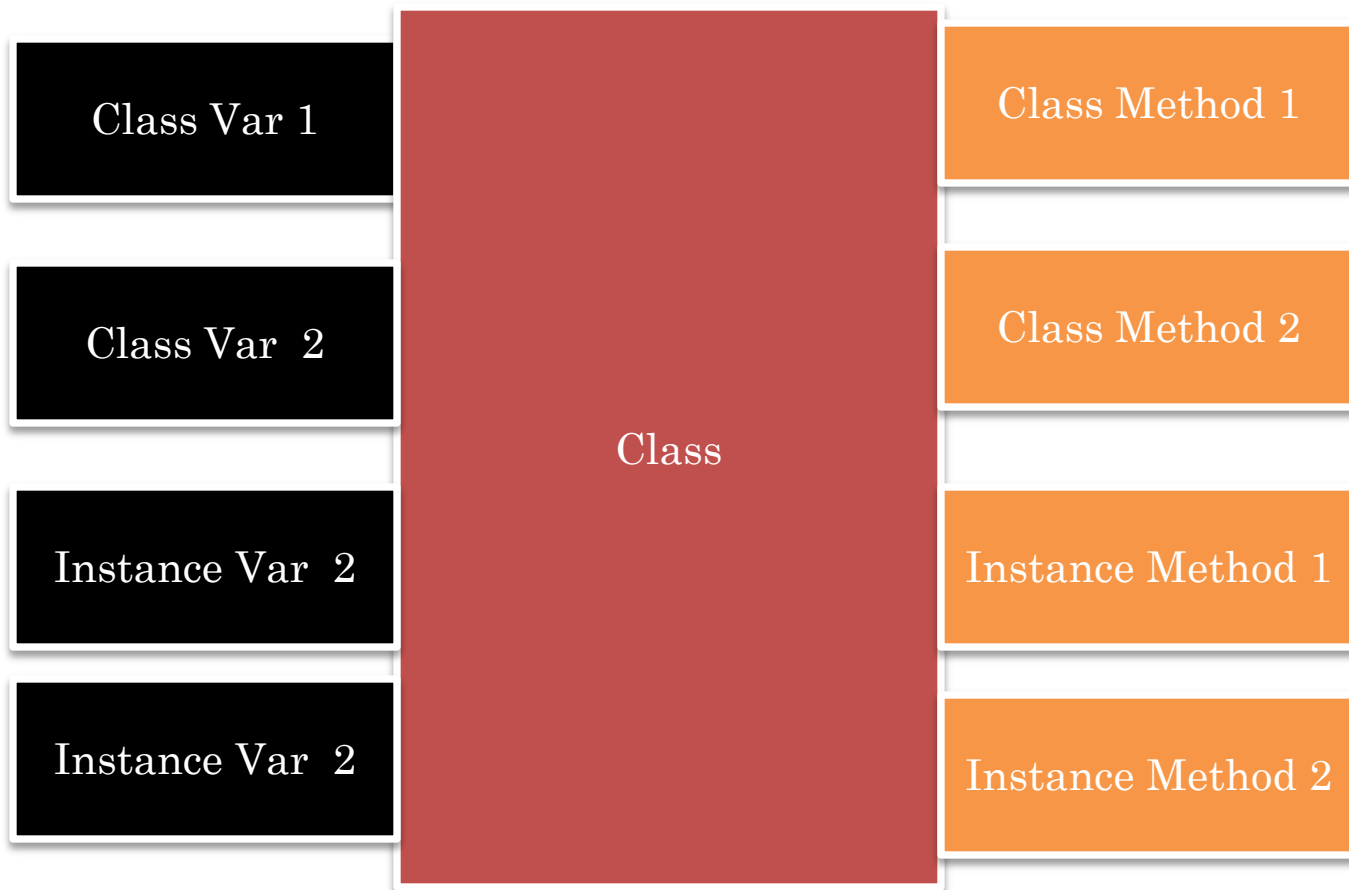 Class Var 1
Class Var  2
Instance Var  2
Instance Var  2
Class
Class Method 1
Class Method 2
Instance Method 1
Instance Method 2